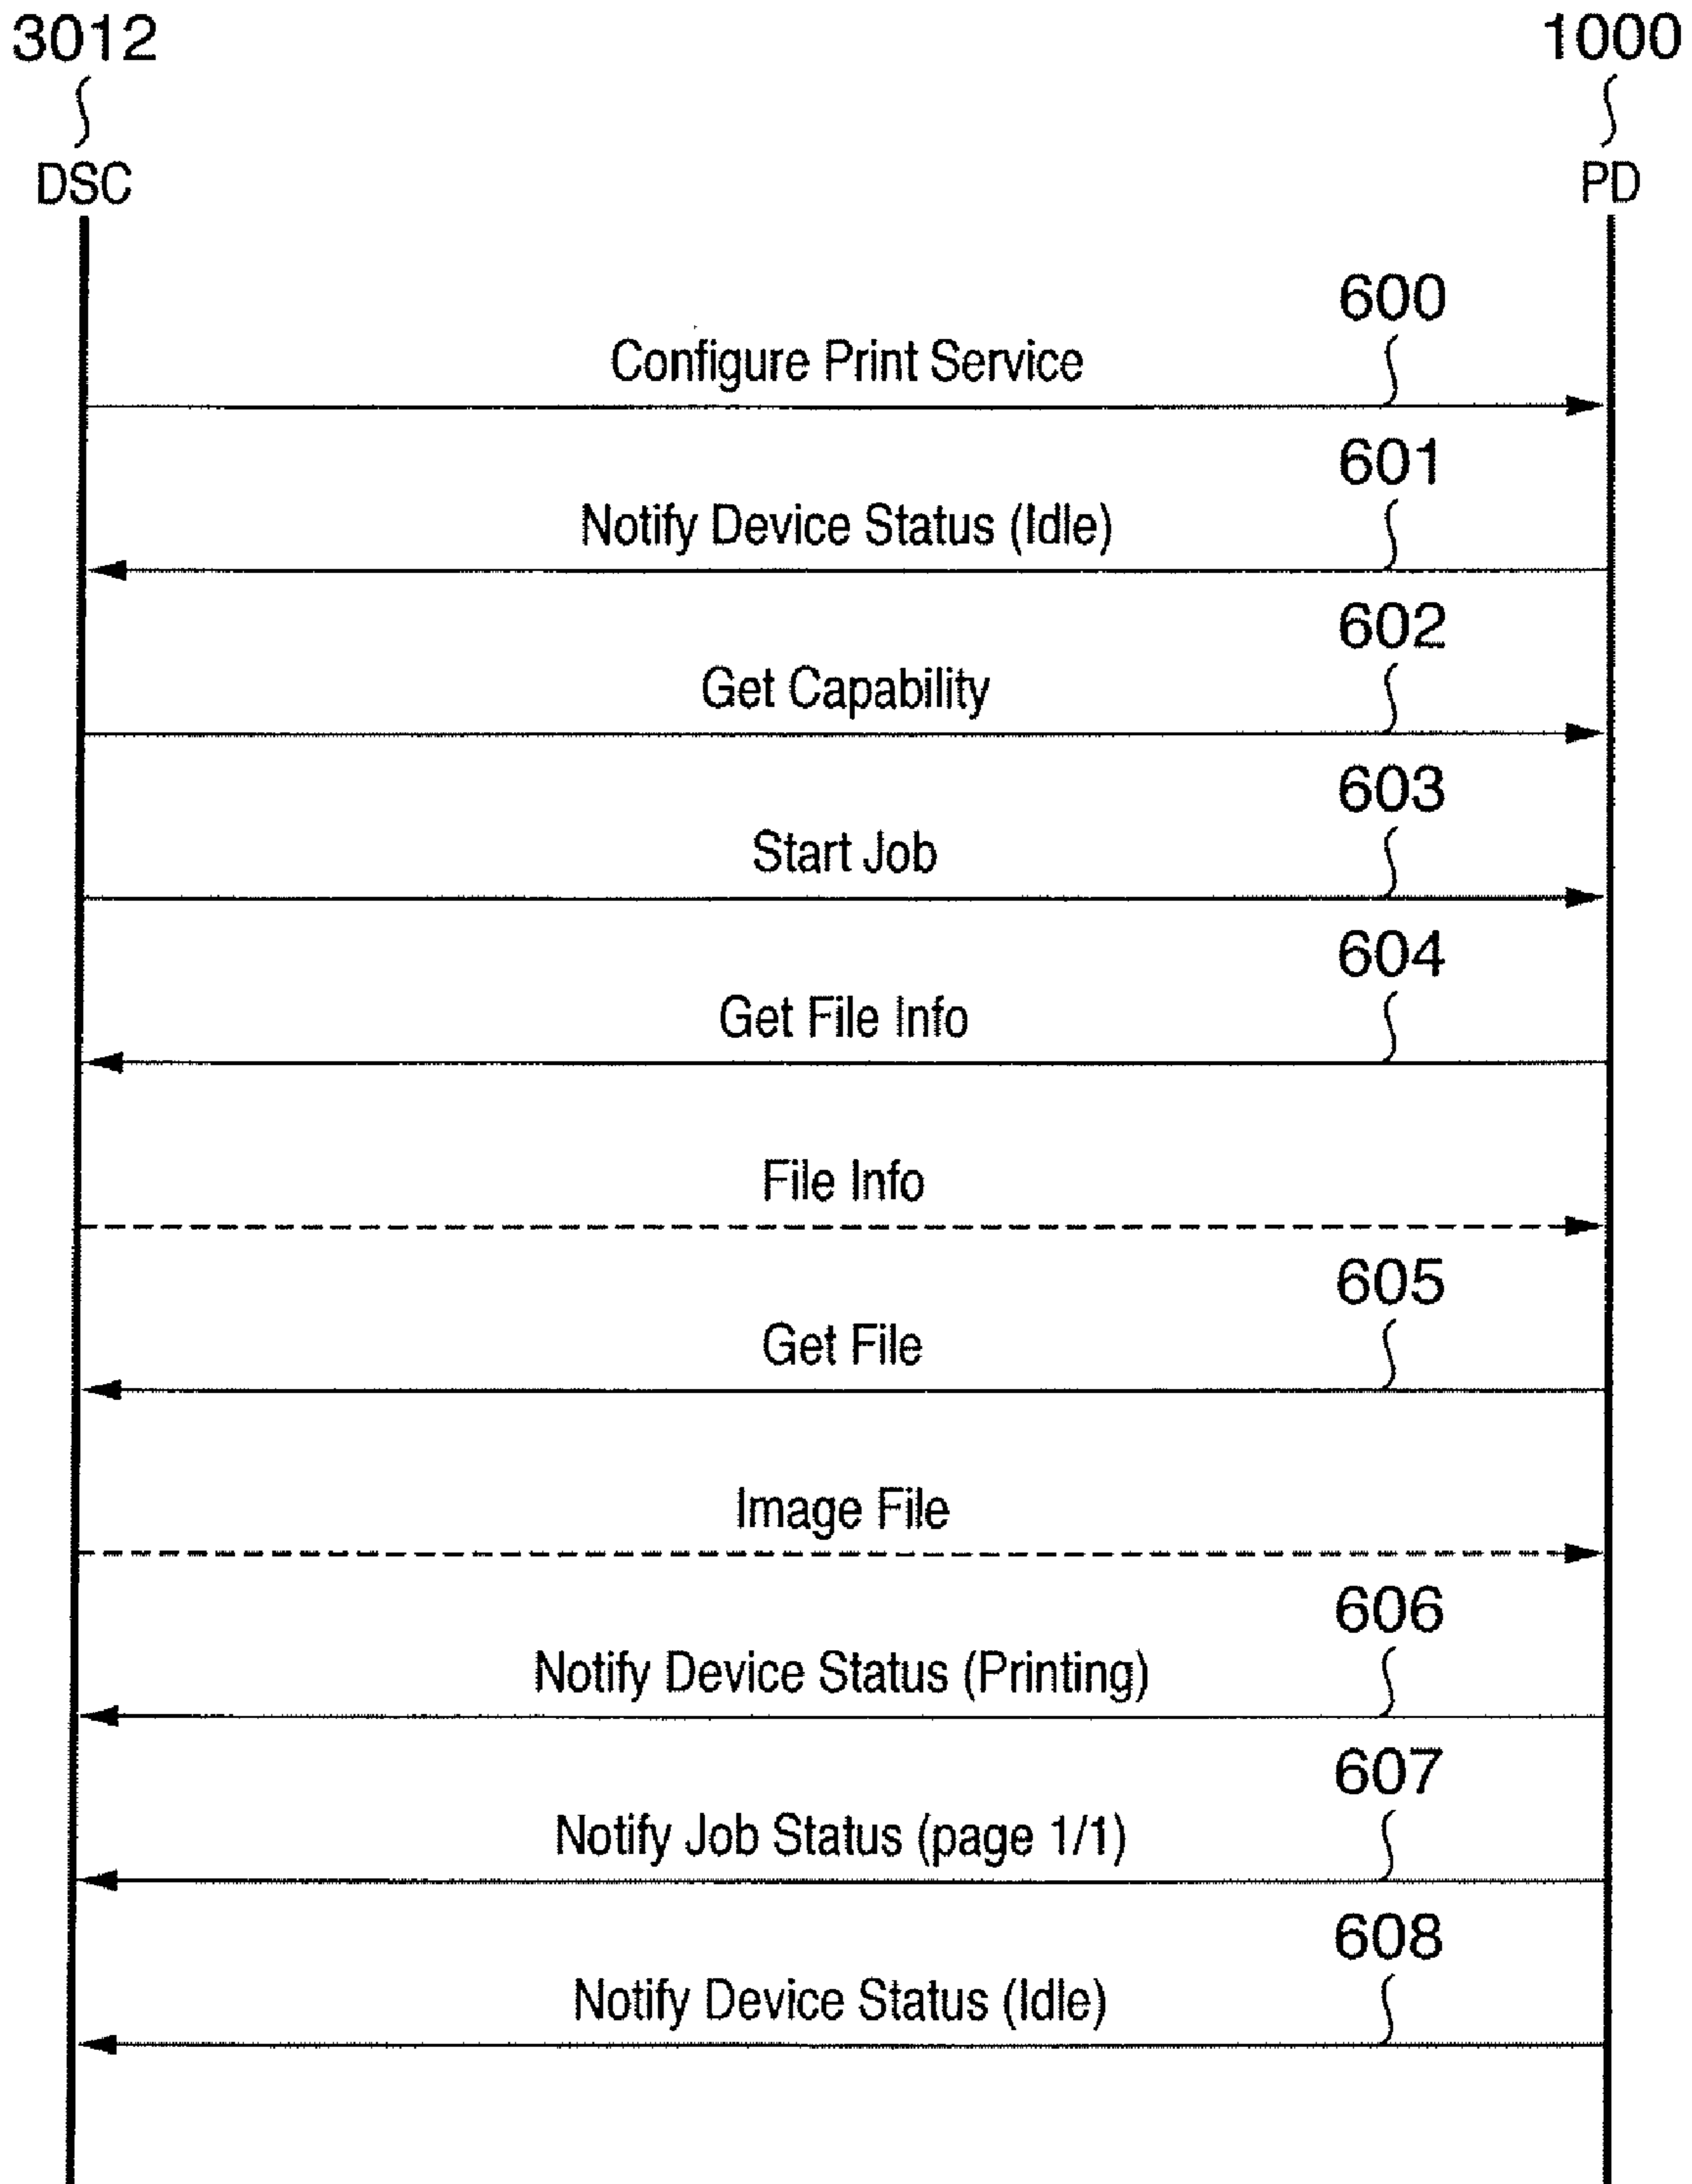 3012 1000
DSC PD
600
Configure Print Service
601
Notify Device Status (Idle)
602
Get Capability
603
Start Job
604
Get File Info
File Info
605
Get File
Image File
606
Notify Device Status (Printing)
607
Notify Job Status (page 1/1)
608
Notify Device Status (Idle)